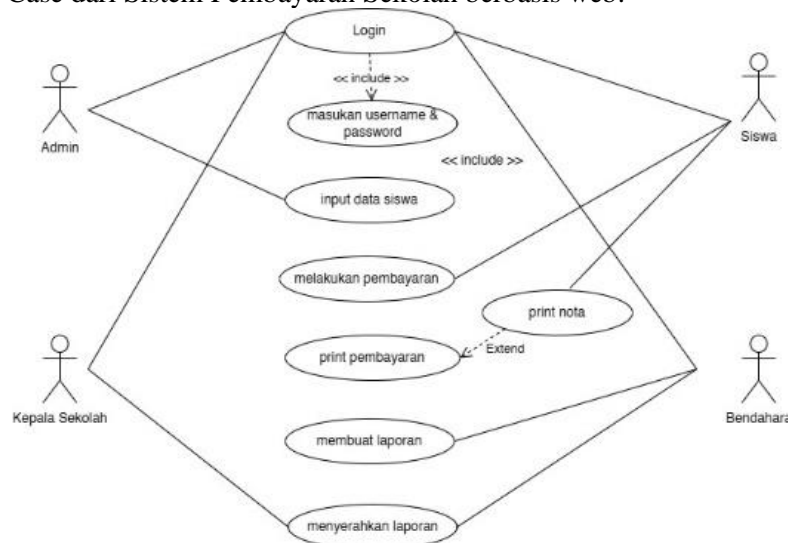 Case dari Sistem Pembayaran Sekolah berbasis web:
Login
<< include >>
Admin
masukan username &
password
Siswa
<< include >>
input data siswa
melakukan pembayaran
print nota
Extend
print pembayaran
Kepala Sekolah
Bendahara
membuat laporan
menyerahkan laporan